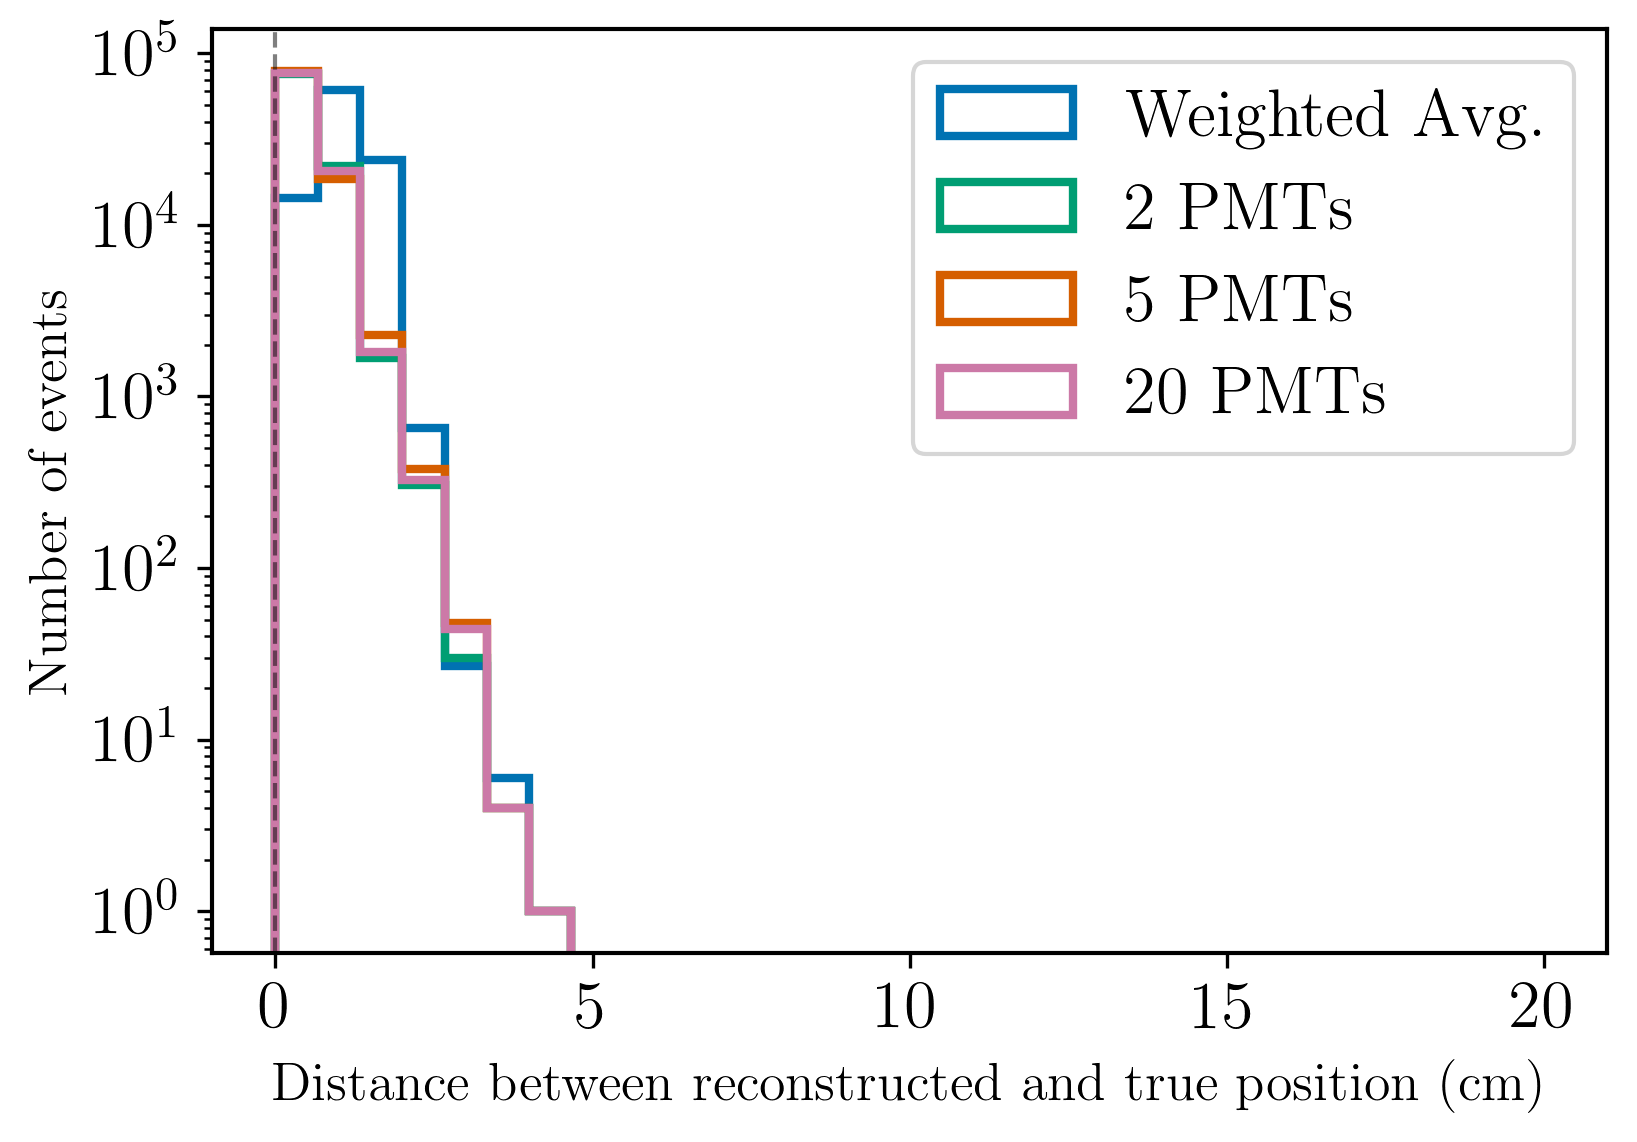 Number of events
10^5
10^4
10^3
10^2
10^1
10^0
Weighted Avg.
2 PMTs
5 PMTs
20 PMTs
0 5 10 15 20
Distance between reconstructed and true position (cm)